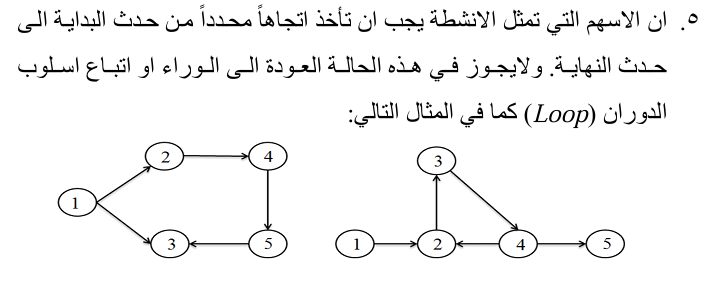 ٥. ان الاسهم التي تمثل الانشطة يجب ان تأخذ اتجاهاً محدداً من حدث البداية الى
حدث النهاية. ولايجوز في هذه الحالة العودة الى الوراء او اتباع اسلوب
الدوران (Loop) كما في المثال التالي:
2 4 3
1
3 5 1 2 4 5